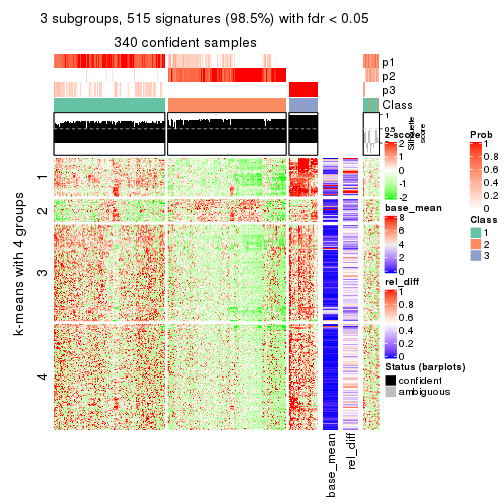 3 subgroups, 515 signatures (98.5%) with fdr < 0.05
340 confident samples
p1
p2
p3
Class
1
0.5
0
Silhouette
score
k-means with 4 groups
1
2
3
4
base_mean
rel_diff
z-score
2
1
0
-1
-2
base_mean
8
6
4
2
0
rel_diff
1
0.8
0.6
0.4
0.2
0
Status (barplots)
confident
ambiguous
Prob
1
0.8
0.6
0.4
0.2
0
Class
1
2
3